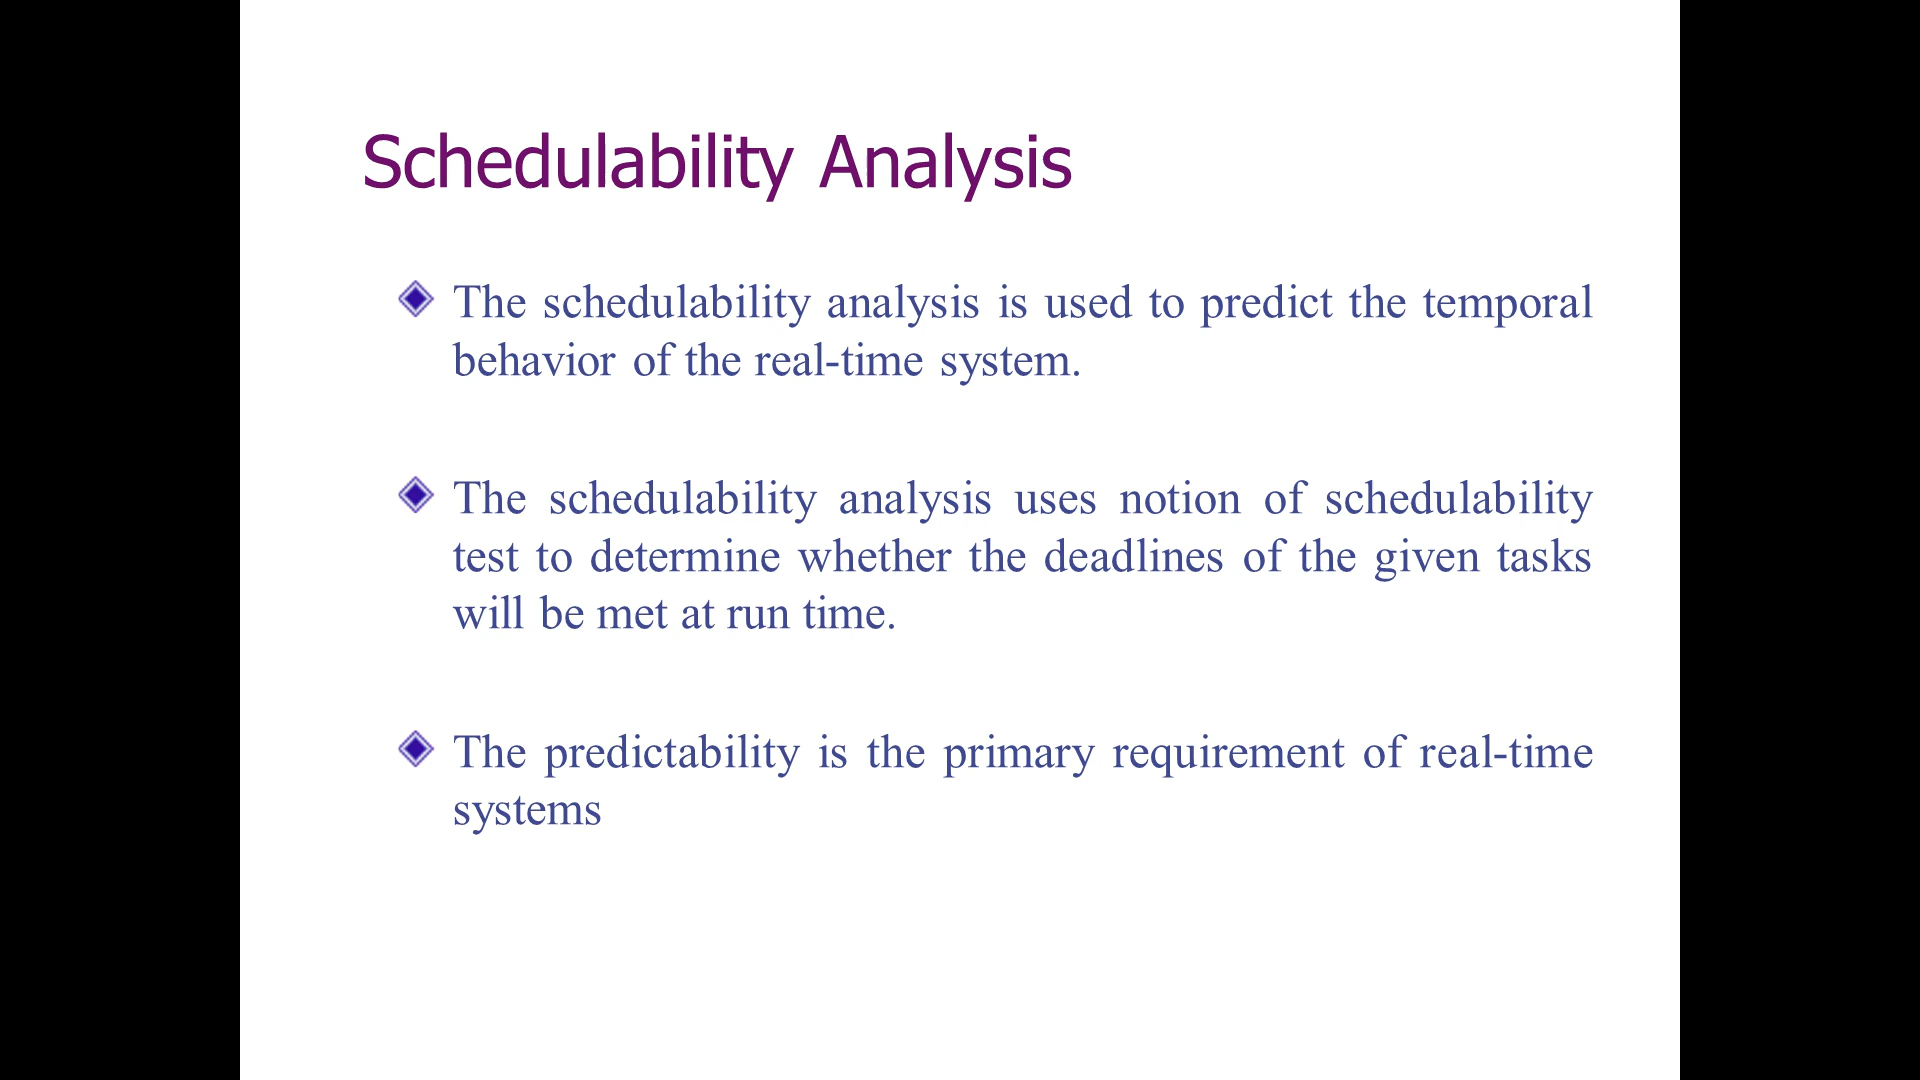 Schedulability Analysis
The schedulability analysis is used to predict the temporal
behavior of the real-time system.
The schedulability analysis uses notion of schedulability
test to determine whether the deadlines of the given tasks
will be met at run time.
The predictability is the primary requirement of real-time
systems